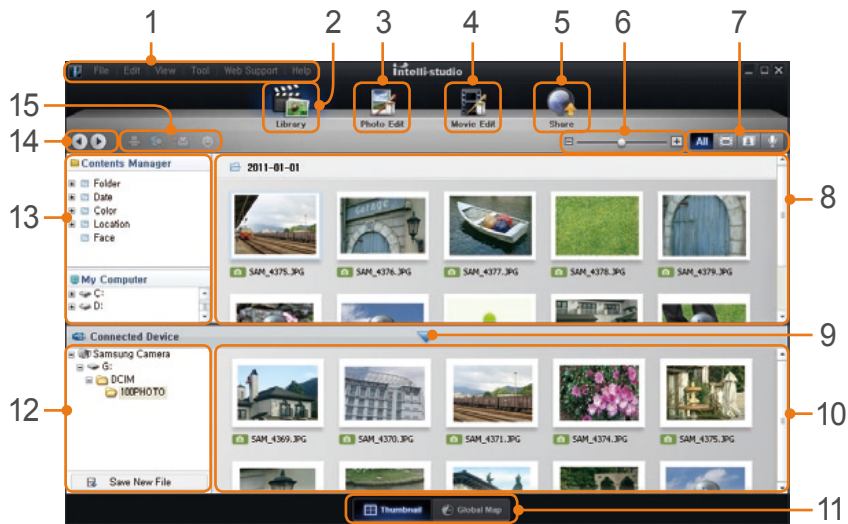 1 2 3 4 5 6 7
File Edit View Tool Web Support Help
intelli-studio
Library Photo Edit Movie Edit Share
15
14
All
Contents Manager
2011-01-01
Folder
Date
Color
Location
Face
13
8
SAM_4375.JPG SAM_4376.JPG SAM_4377.JPG SAM_4378.JPG SAM_4379.JPG
My Computer
C:
D:
Connected Device
9
Samsung Camera
G:
DCIM
100PHOTO
12
10
SAM_4369.JPG SAM_4370.JPG SAM_4371.JPG SAM_4374.JPG SAM_4375.JPG
Save New File
Thumbnail Global Map
11